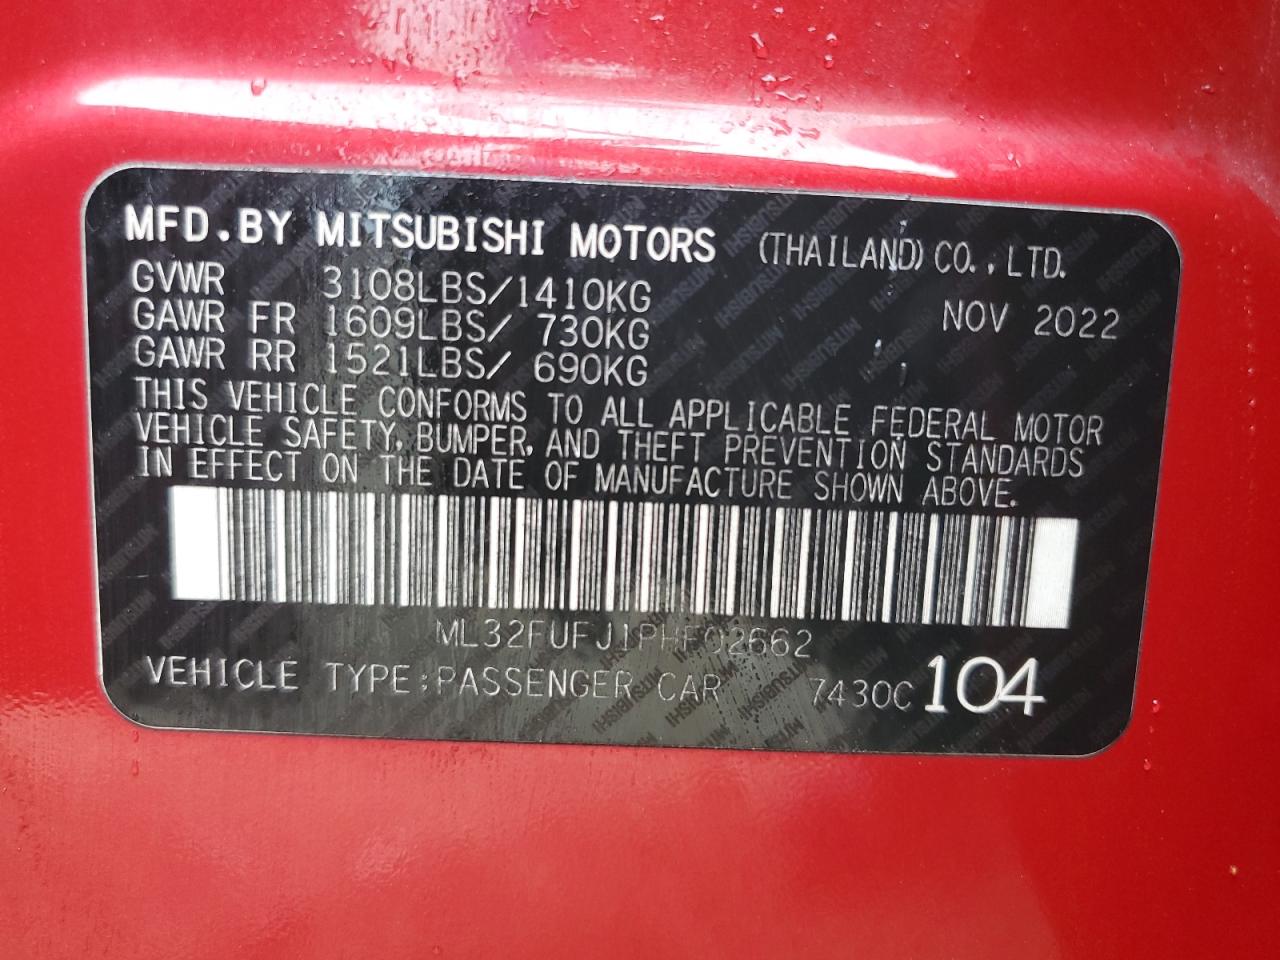 MFD.BY MITSUBISHI MOTORS (THAILAND) CO.,LTD.
GVWR 3108LBS/1410KG NOV 2022
GAWR FR 1609LBS/ 730KG
GAWR RR 1521LBS/ 690KG
THIS VEHICLE CONFORMS TO ALL APPLICABLE FEDERAL MOTOR
VEHICLE SAFETY, BUMPER, AND THEFT PREVENTION STANDARDS
IN EFFECT ON THE DATE OF MANUFACTURE SHOWN ABOVE.
ML32FUFJ1PHF02662
VEHICLE TYPE:PASSENGER CAR 7430C 104